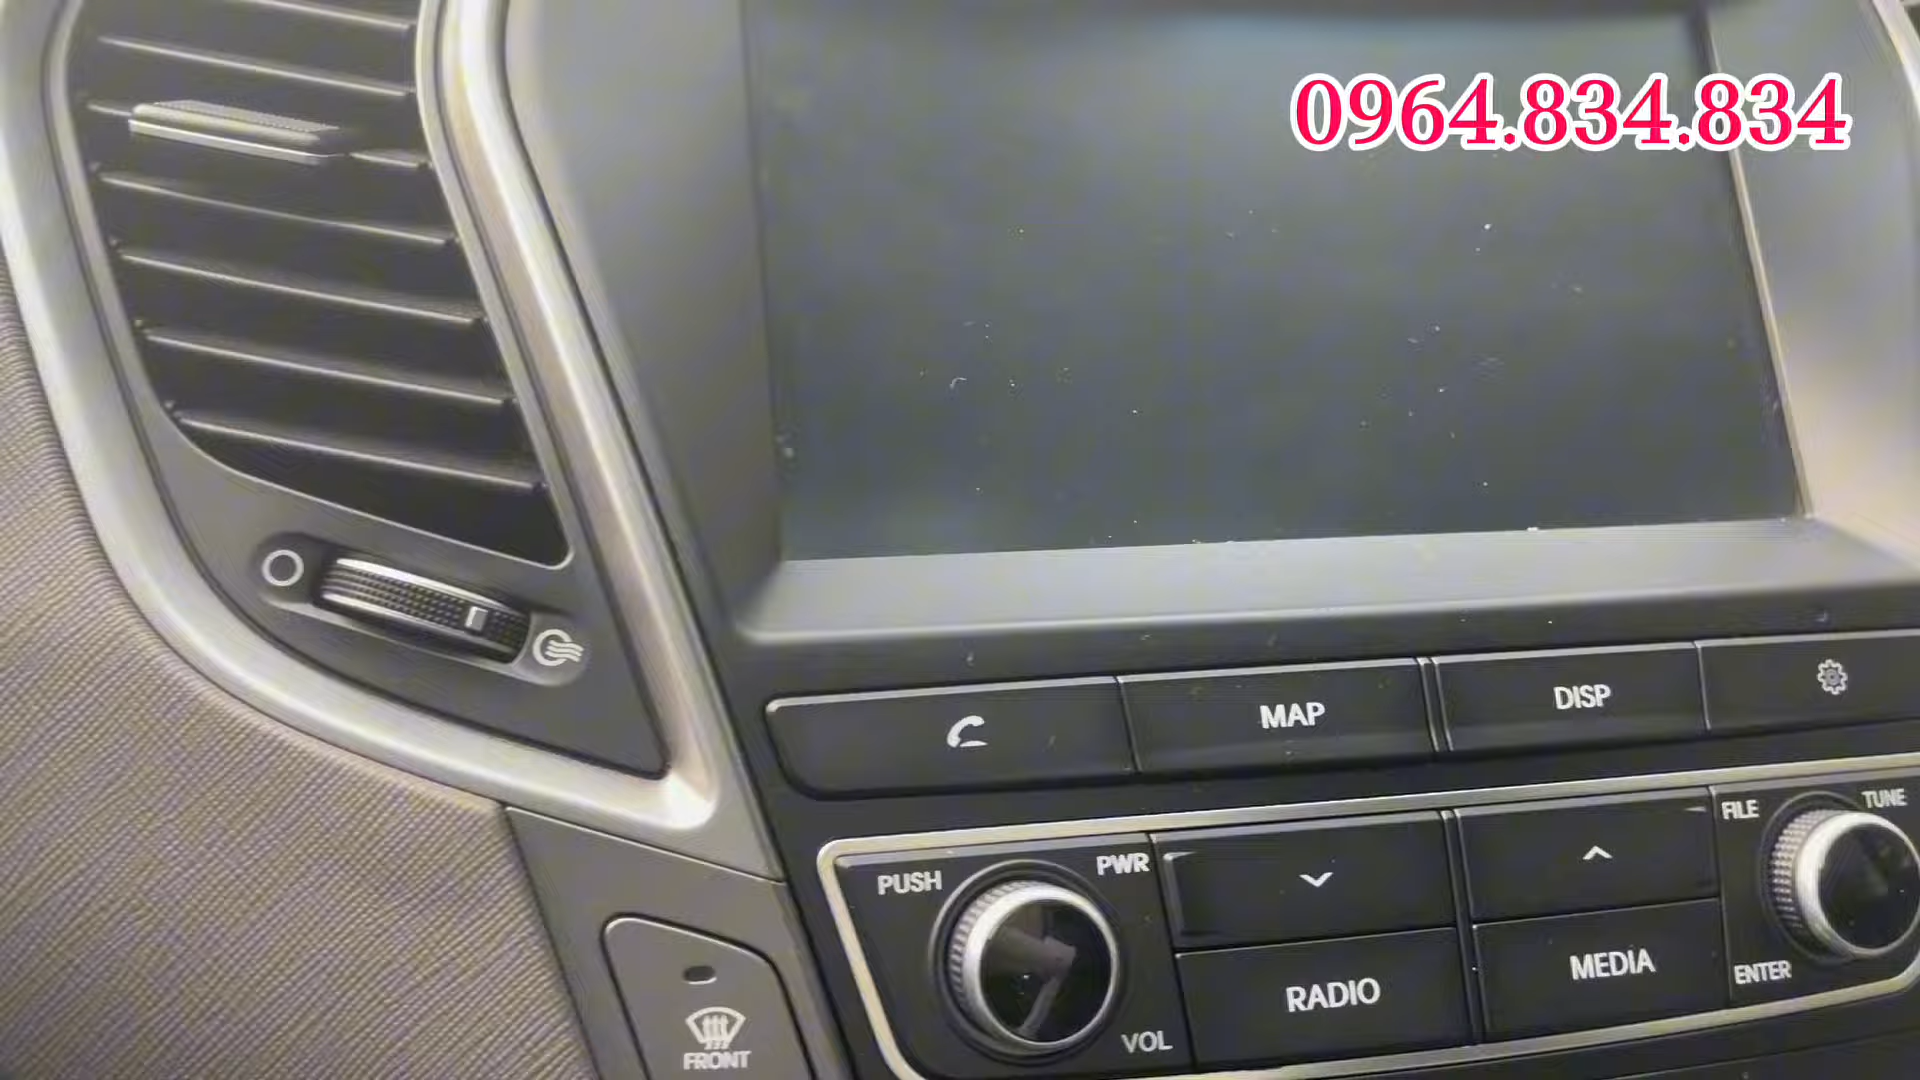 0964.834.834
MAP
DISP
PUSH
PWR
VOL
RADIO
MEDIA
FILE
TUNE
ENTER
FRONT